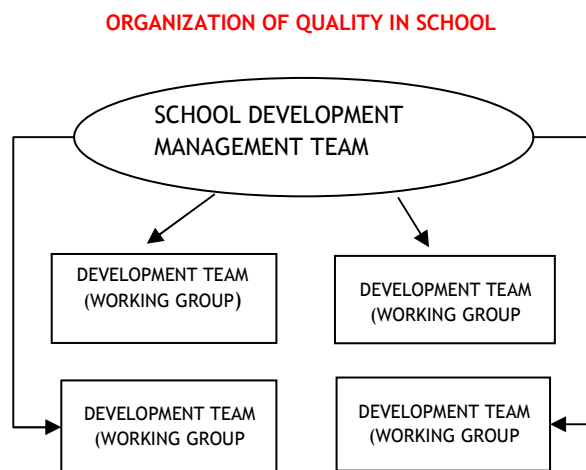 ORGANIZATION OF QUALITY IN SCHOOL
SCHOOL DEVELOPMENT
MANAGEMENT TEAM
DEVELOPMENT TEAM
(WORKING GROUP)
DEVELOPMENT TEAM
(WORKING GROUP
DEVELOPMENT TEAM
(WORKING GROUP
DEVELOPMENT TEAM
(WORKING GROUP